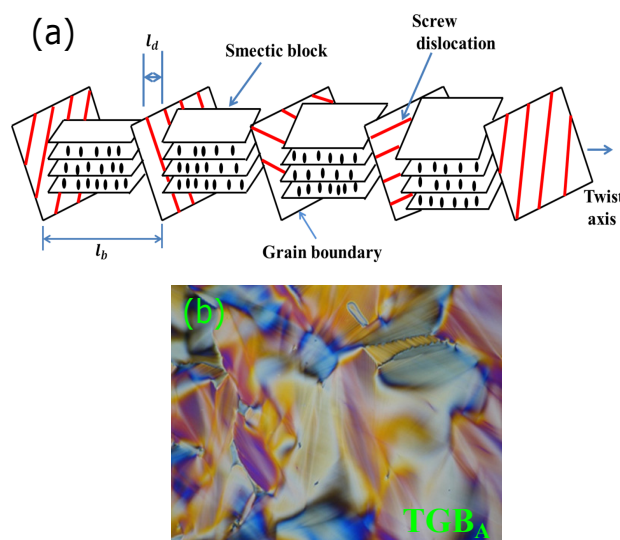 (a)
l_d
Smectic block
Screw
dislocation
Twist
axis
l_b
Grain boundary
(b)
TGB_A